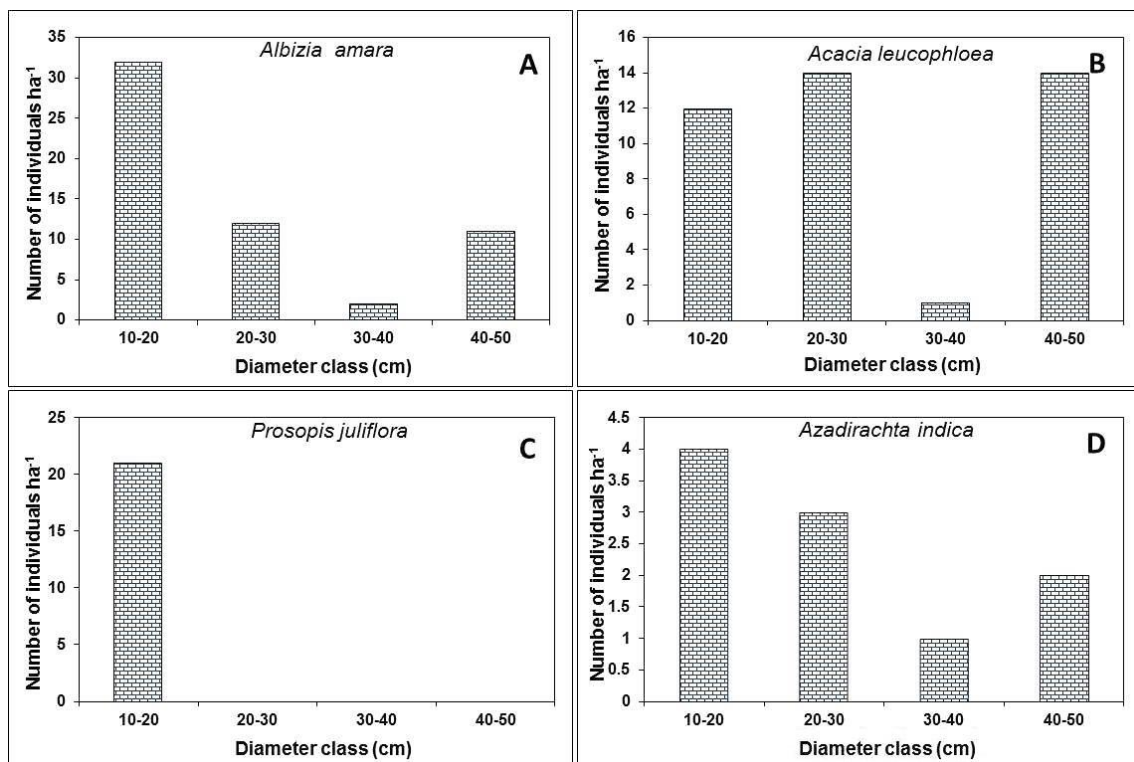 Albizia amara
A
35
30
25
20
15
10
5
0
Number of individuals ha-1
10-20 20-30 30-40 40-50
Diameter class (cm)
Acacia leucophloea
B
16
14
12
10
8
6
4
2
0
Number of individuals ha-1
10-20 20-30 30-40 40-50
Diameter class (cm)
Prosopis juliflora
C
25
20
15
10
5
0
Number of individuals ha-1
10-20 20-30 30-40 40-50
Diameter class (cm)
Azadirachta indica
D
4.5
4
3.5
3
2.5
2
1.5
1
0.5
0
Number of individuals ha-1
10-20 20-30 30-40 40-50
Diameter class (cm)